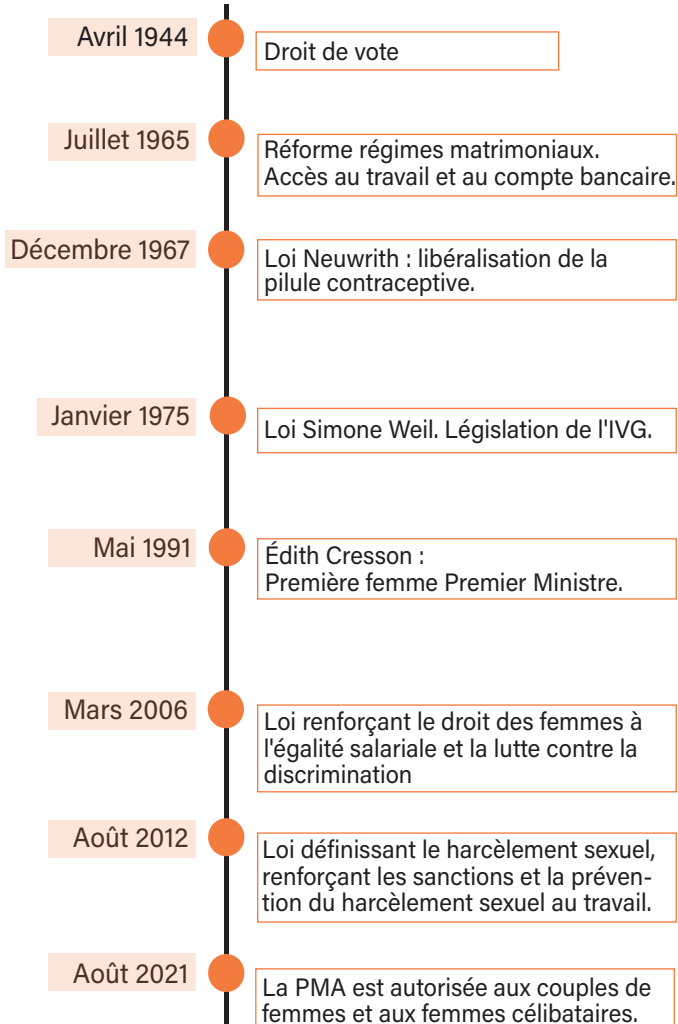 Avril 1944
Droit de vote
Juillet 1965
Réforme régimes matrimoniaux.
Accès au travail et au compte bancaire.
Décembre 1967
Loi Neuwrith : libéralisation de la
pilule contraceptive.
Janvier 1975
Loi Simone Weil. Législation de l'IVG.
Mai 1991
Édith Cresson :
Première femme Premier Ministre.
Mars 2006
Loi renforçant le droit des femmes à
l'égalité salariale et la lutte contre la
discrimination
Août 2012
Loi définissant le harcèlement sexuel,
renforçant les sanctions et la préven-
tion du harcèlement sexuel au travail.
Août 2021
La PMA est autorisée aux couples de
femmes et aux femmes célibataires.